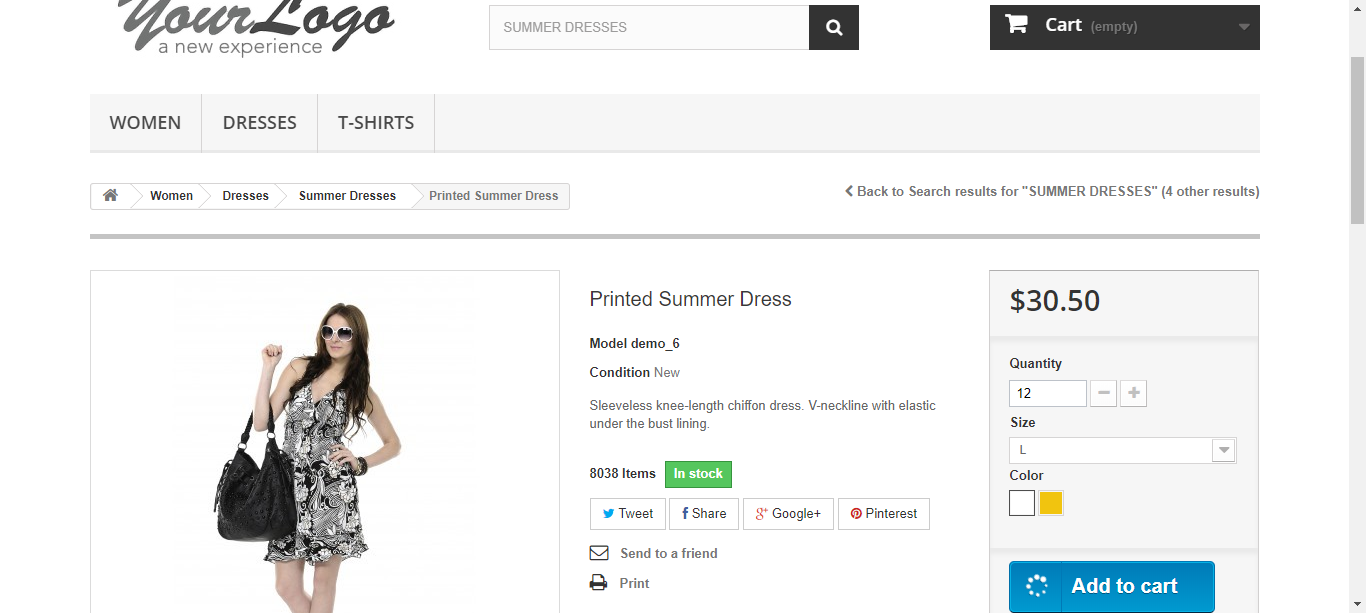 YourLogo
a new experience
SUMMER DRESSES
Cart (empty)
WOMEN
DRESSES
T-SHIRTS
Women
Dresses
Summer Dresses
Printed Summer Dress
Back to Search results for "SUMMER DRESSES" (4 other results)
Printed Summer Dress
Model demo_6
Condition New
Sleeveless knee-length chiffon dress. V-neckline with elastic
under the bust lining.
8038 Items In stock
Tweet
Share
Google+
Pinterest
Send to a friend
Print
$30.50
Quantity
12
Size
L
Color
Add to cart